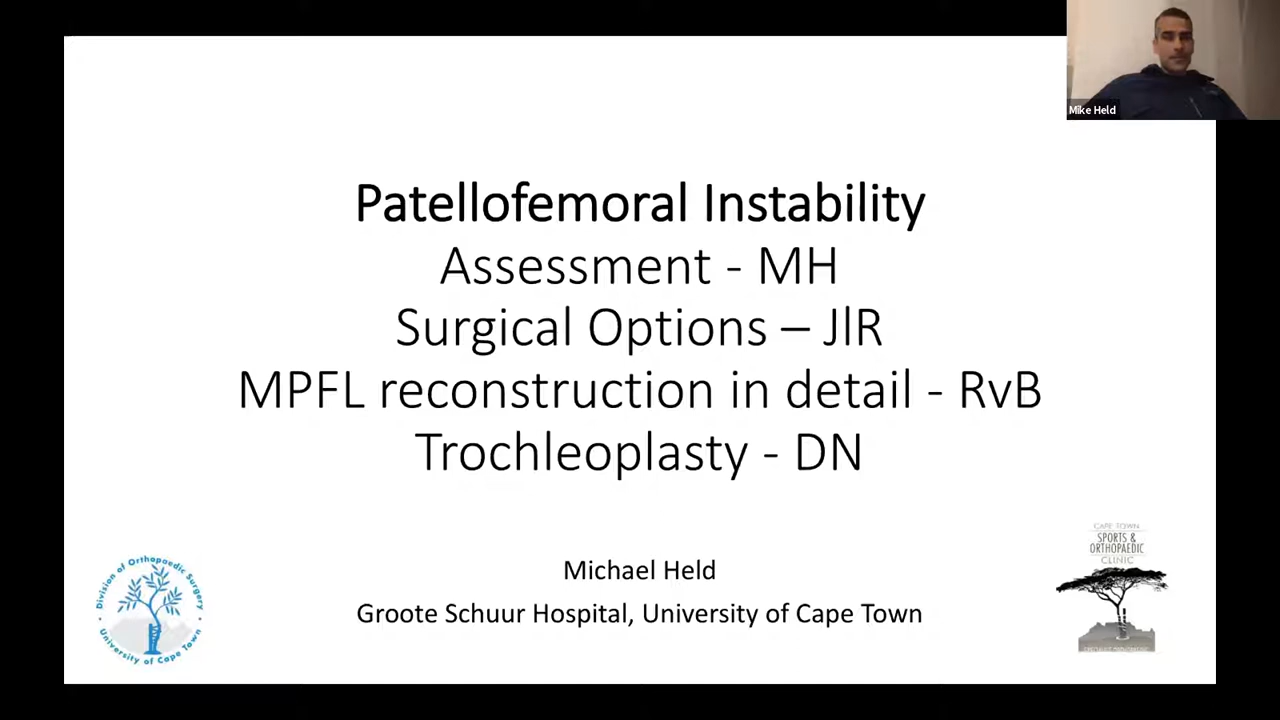 Mike Held
Patellofemoral Instability
Assessment - MH
Surgical Options – JlR
MPFL reconstruction in detail - RvB
Trochleoplasty - DN
Michael Held
Groote Schuur Hospital, University of Cape Town
Division of Orthopaedic Surgery
University of Cape Town
CAPE TOWN
SPORTS &
ORTHOPAEDIC
CLINIC